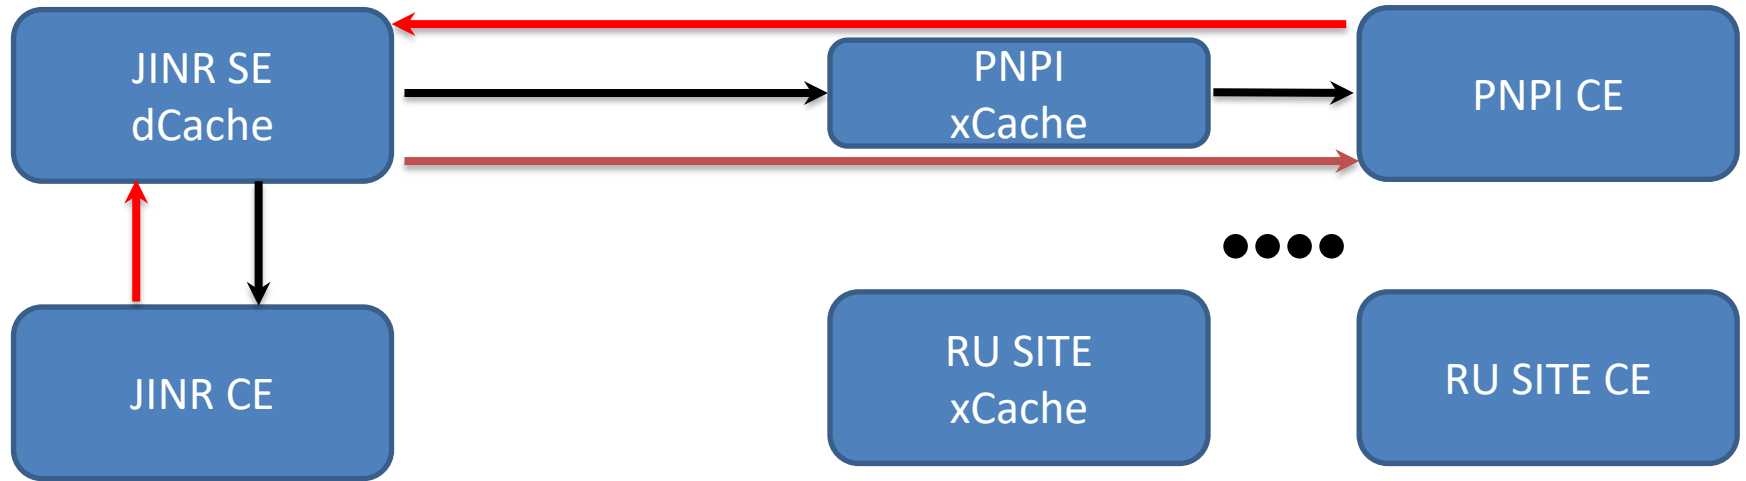 JINR SE
dCache
PNPI
xCache
PNPI CE
JINR CE
RU SITE
xCache
RU SITE CE